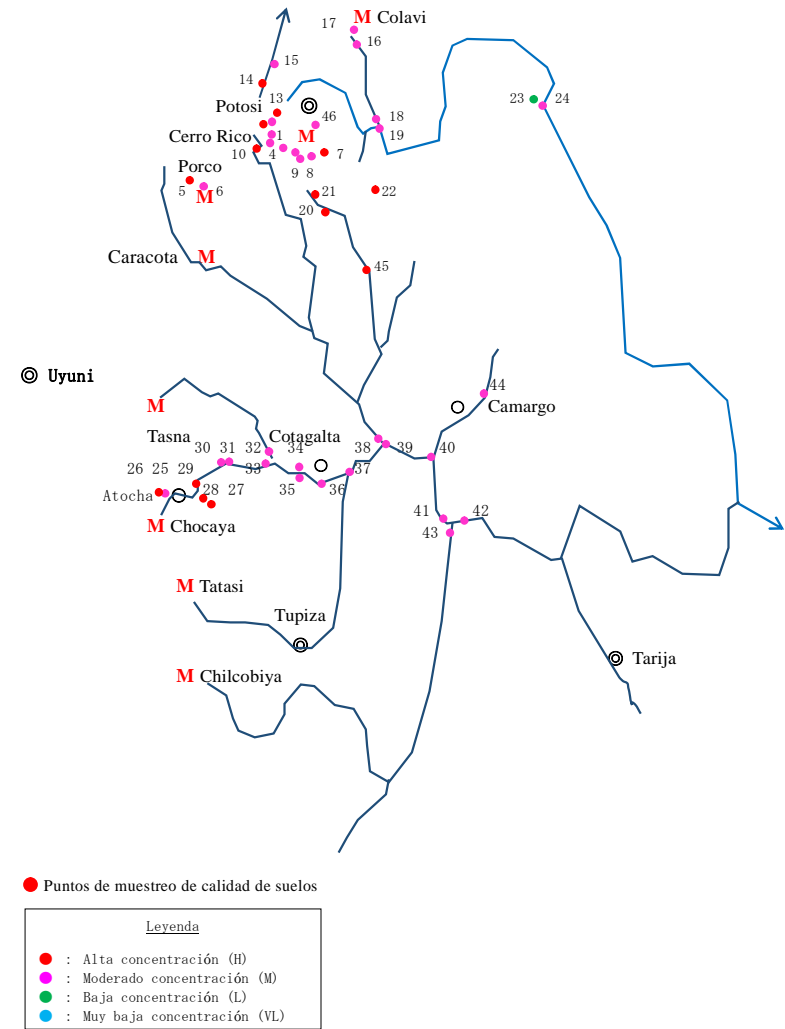 17
M Colavi
16
15
14
13
Potosi
23
24
18
46
M
19
Cerro Rico
1
10
4
7
9
8
Porco
5
6
M
21
22
20
Caracota
M
45
Uyuni
44
M
Camargo
Tasna
Cotagalta
30
31
32
34
38
39
40
33
37
26
25
29
Atocha
28
27
35
36
M Chocaya
41
42
43
M Tatasi
Tupiza
Tarija
M Chilcobiya
Puntos de muestreo de calidad de suelos
Leyenda
: Alta concentración (H)
: Moderado concentración (M)
: Baja concentración (L)
: Muy baja concentración (VL)